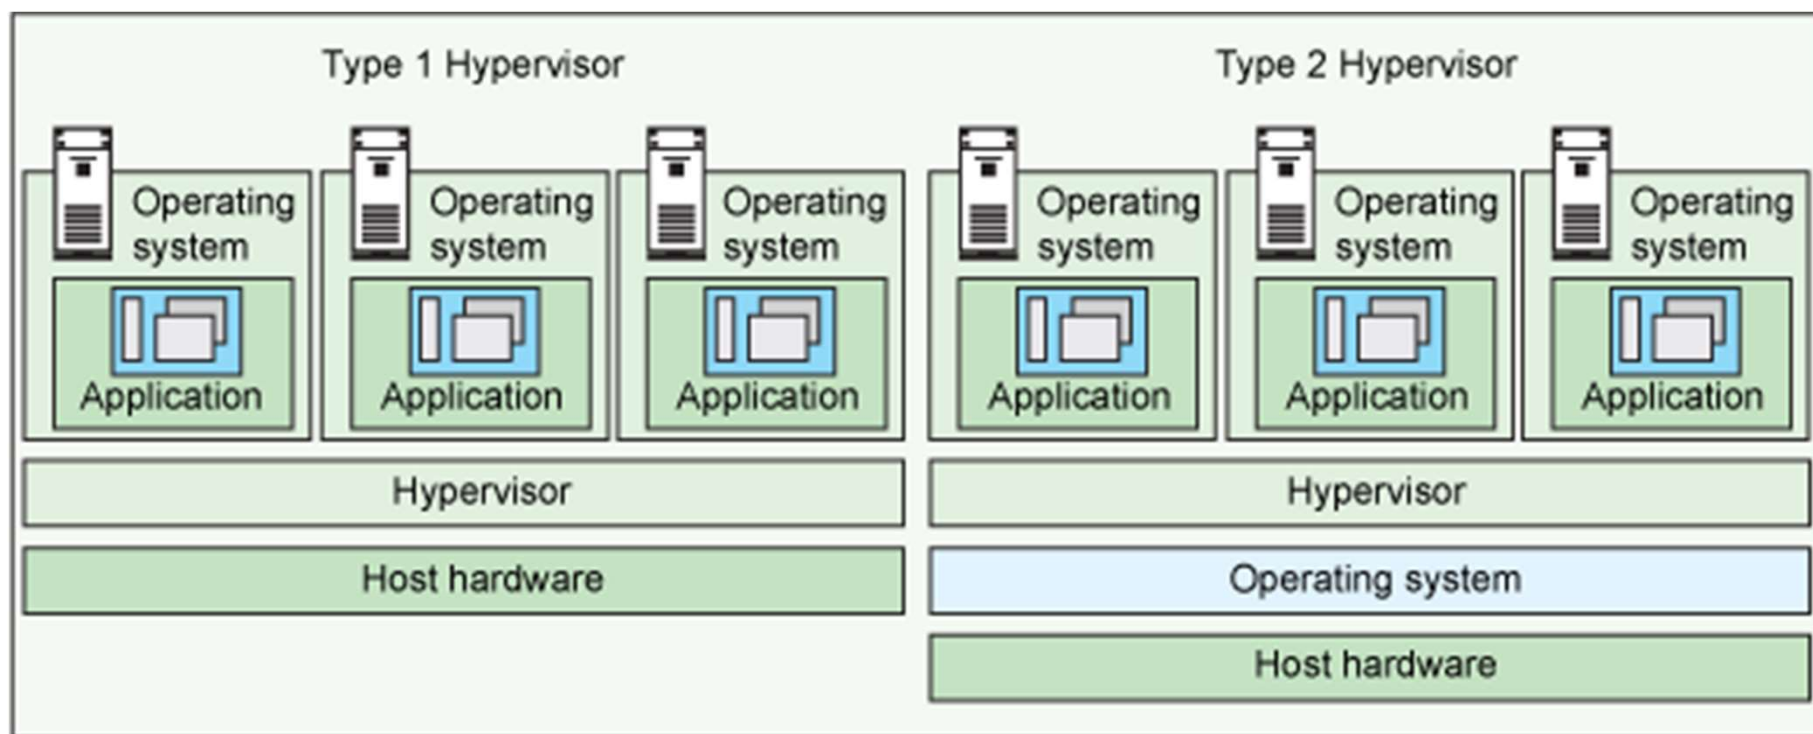 Type 1 Hypervisor
Operating
system
Application
Operating
system
Application
Operating
system
Application
Hypervisor
Host hardware
Type 2 Hypervisor
Operating
system
Application
Operating
system
Application
Operating
system
Application
Hypervisor
Operating system
Host hardware